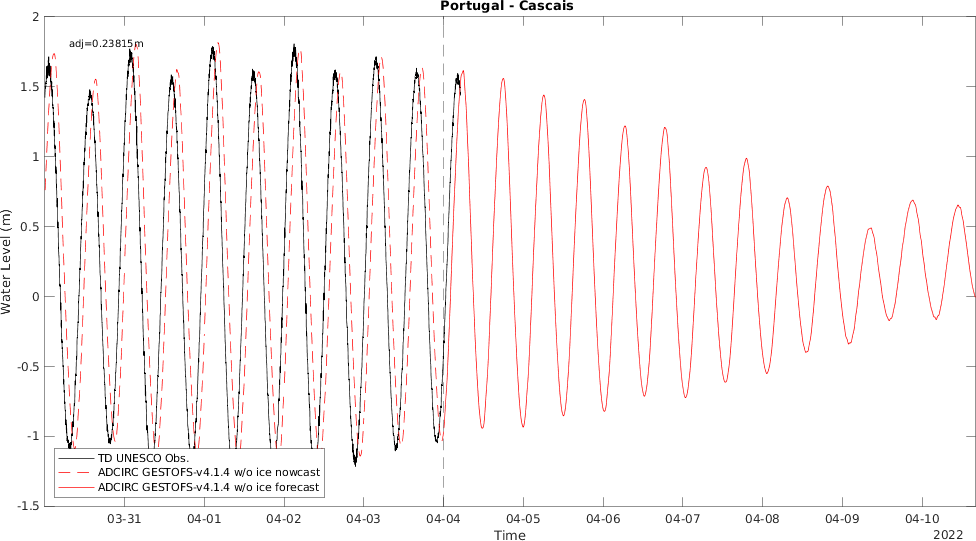 Portugal - Cascais
adj=0.23815m
2
1.5
1
0.5
0
-0.5
-1
-1.5
Water Level (m)
TD UNESCO Obs.
ADCIRC GESTOFS-v4.1.4 w/o ice nowcast
ADCIRC GESTOFS-v4.1.4 w/o ice forecast
03-31 04-01 04-02 04-03 04-04 04-05 04-06 04-07 04-08 04-09 04-10
Time
2022